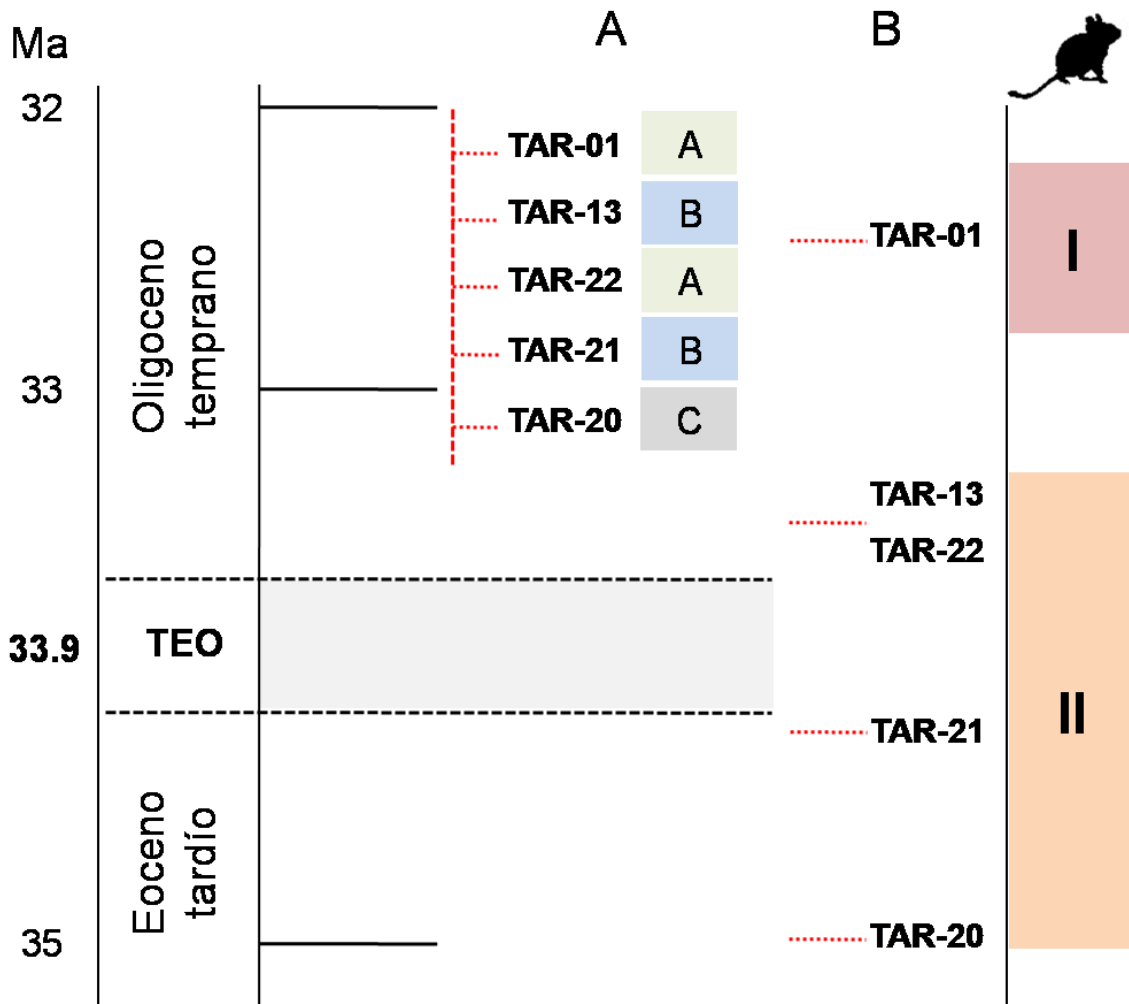 Ma
A
B
32
33
33.9
35
Oligoceno
temprano
TEO
Eoceno
tardío
TAR-01
A
TAR-13
B
TAR-22
A
TAR-21
B
TAR-20
C
TAR-01
TAR-13
TAR-22
TAR-21
TAR-20
I
II